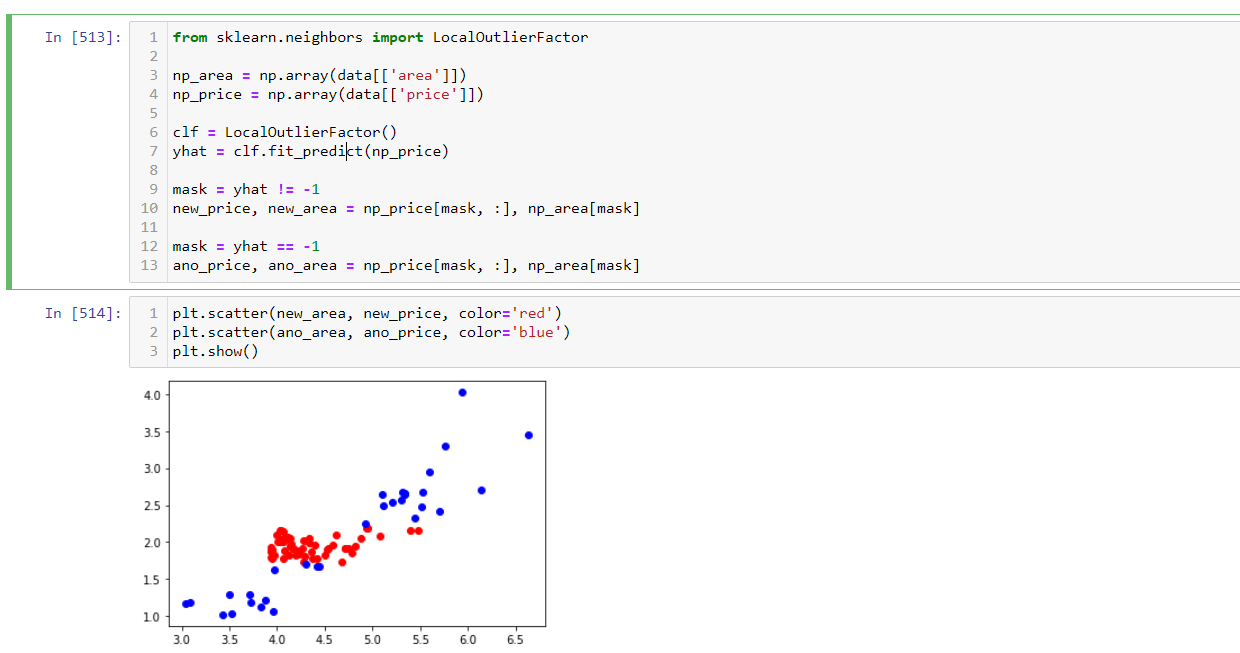 In [513]:
1 from sklearn.neighbors import LocalOutlierFactor
2
3 np_area = np.array(data[['area']])
4 np_price = np.array(data[['price']])
5
6 clf = LocalOutlierFactor()
7 yhat = clf.fit_predict(np_price)
8
9 mask = yhat != -1
10 new_price, new_area = np_price[mask, :], np_area[mask]
11
12 mask = yhat == -1
13 ano_price, ano_area = np_price[mask, :], np_area[mask]
In [514]:
1 plt.scatter(new_area, new_price, color='red')
2 plt.scatter(ano_area, ano_price, color='blue')
3 plt.show()
4.0
3.5
3.0
2.5
2.0
1.5
1.0
3.0 3.5 4.0 4.5 5.0 5.5 6.0 6.5